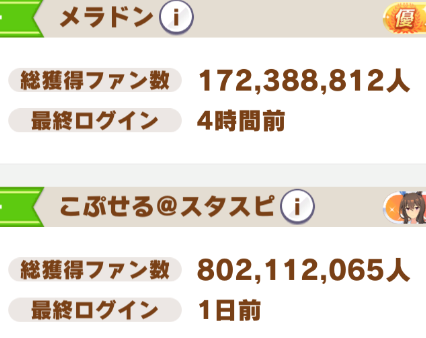 メラドン i
優
総獲得ファン数 172,388,812人
最終ログイン 4時間前
こぷせる@スタスピ i
総獲得ファン数 802,112,065人
最終ログイン 1日前